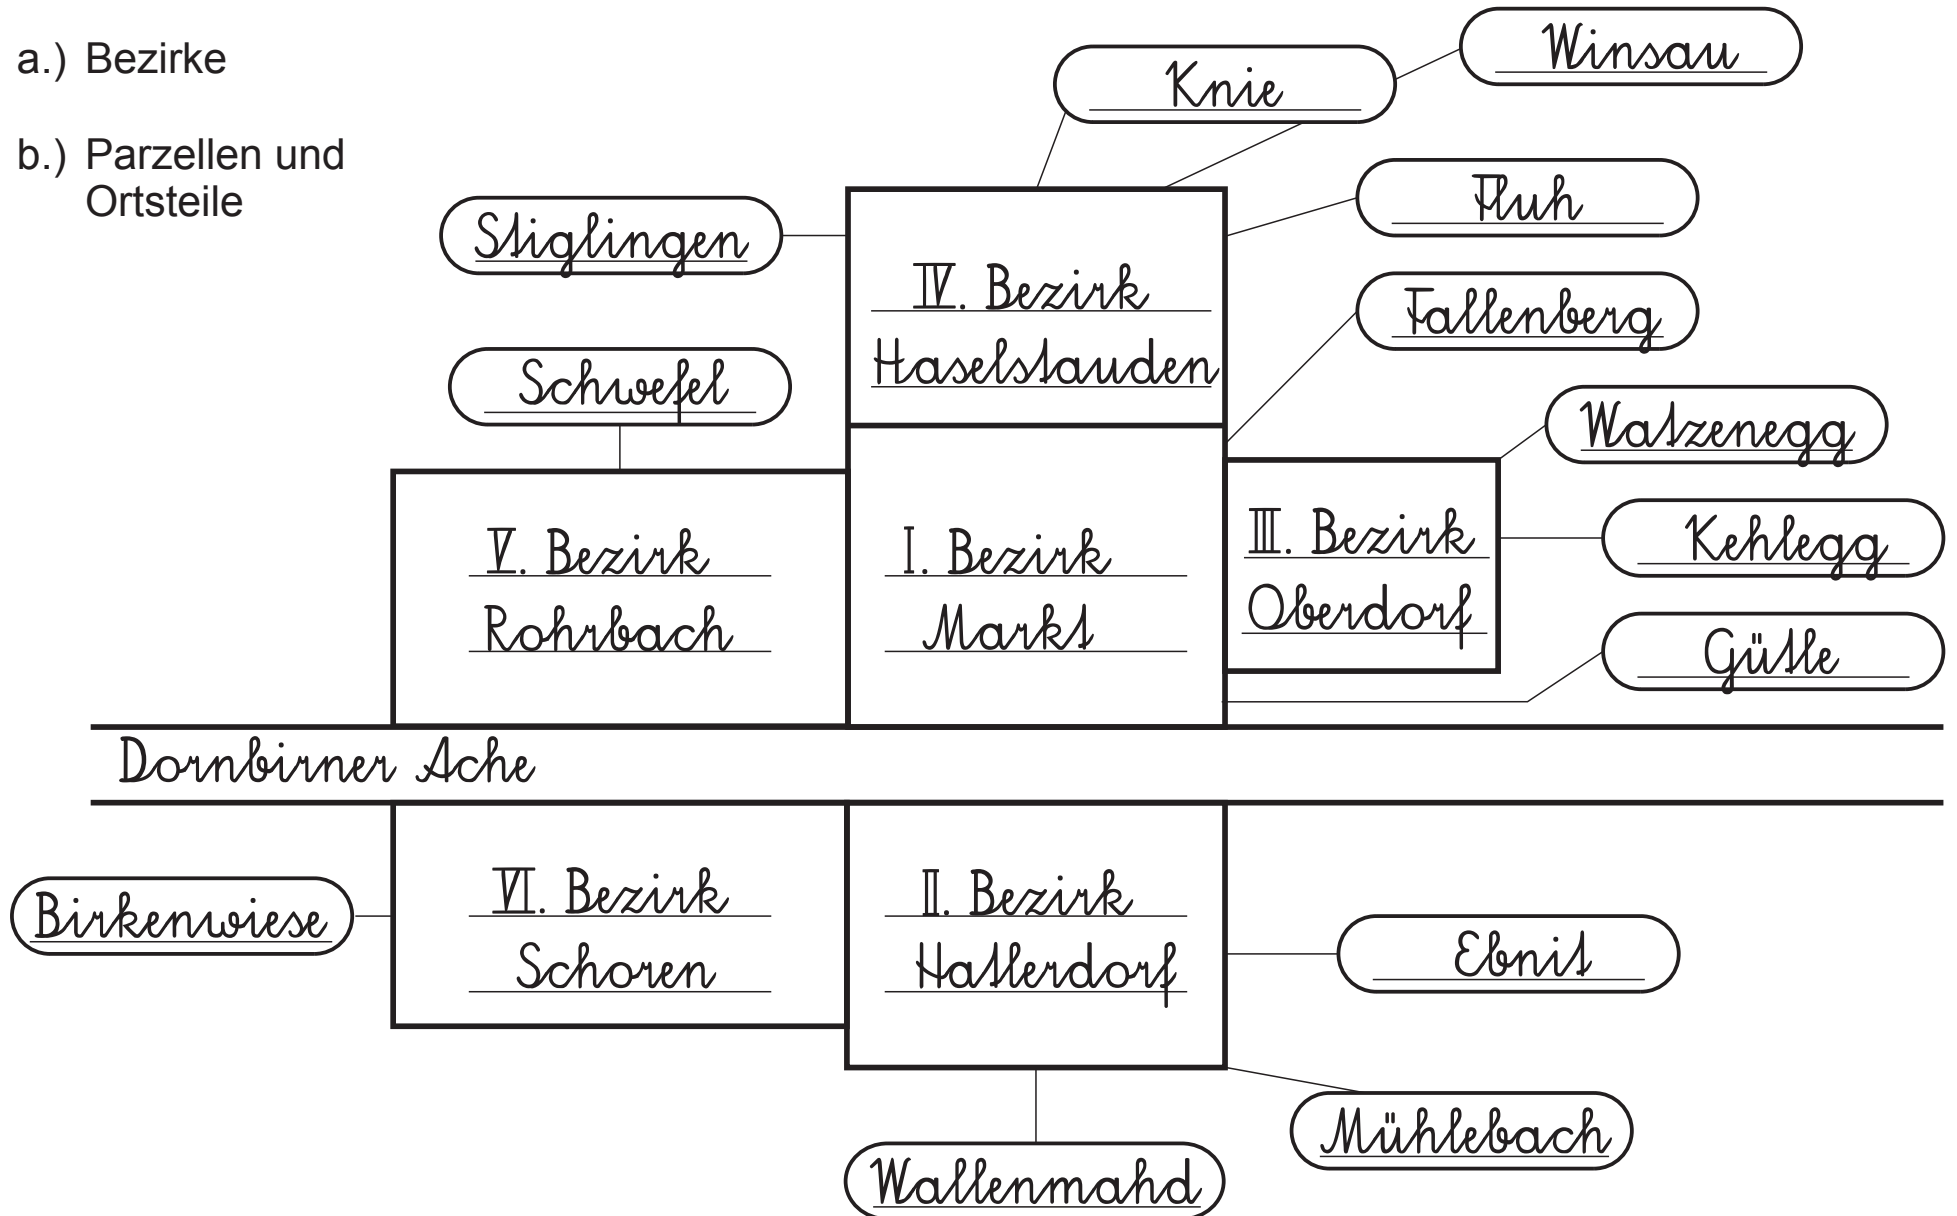 a.) Bezirke
b.) Parzellen und
Ortsteile
Winsau
Knie
Fluh
Stiglingen
IV. Bezirk
Haselstauden
Fallenberg
Schwefel
Watzenegg
V. Bezirk
Rohrbach
I. Bezirk
Markt
III. Bezirk
Oberdorf
Kehlegg
Gütle
Dornbirner Ache
Birkenwiese
VI. Bezirk
Schoren
II. Bezirk
Hatlerdorf
Ebnit
Mühlebach
Wallenmahd